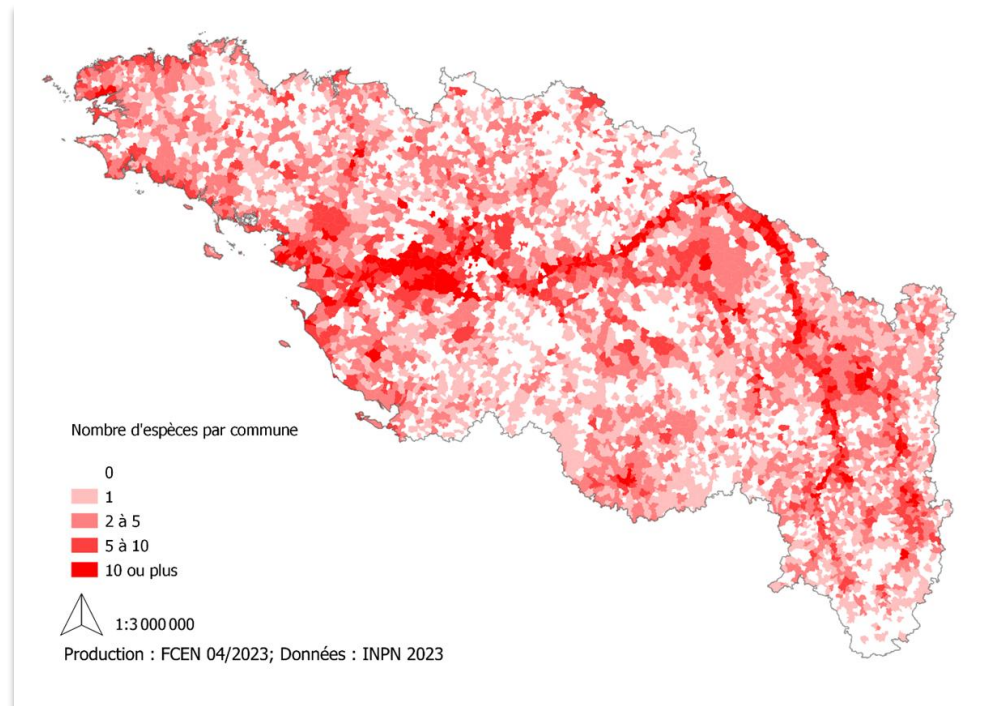 Nombre d'espèces par commune
0
1
2 à 5
5 à 10
10 ou plus
1:3 000 000
Production : FCEN 04/2023; Données : INPN 2023